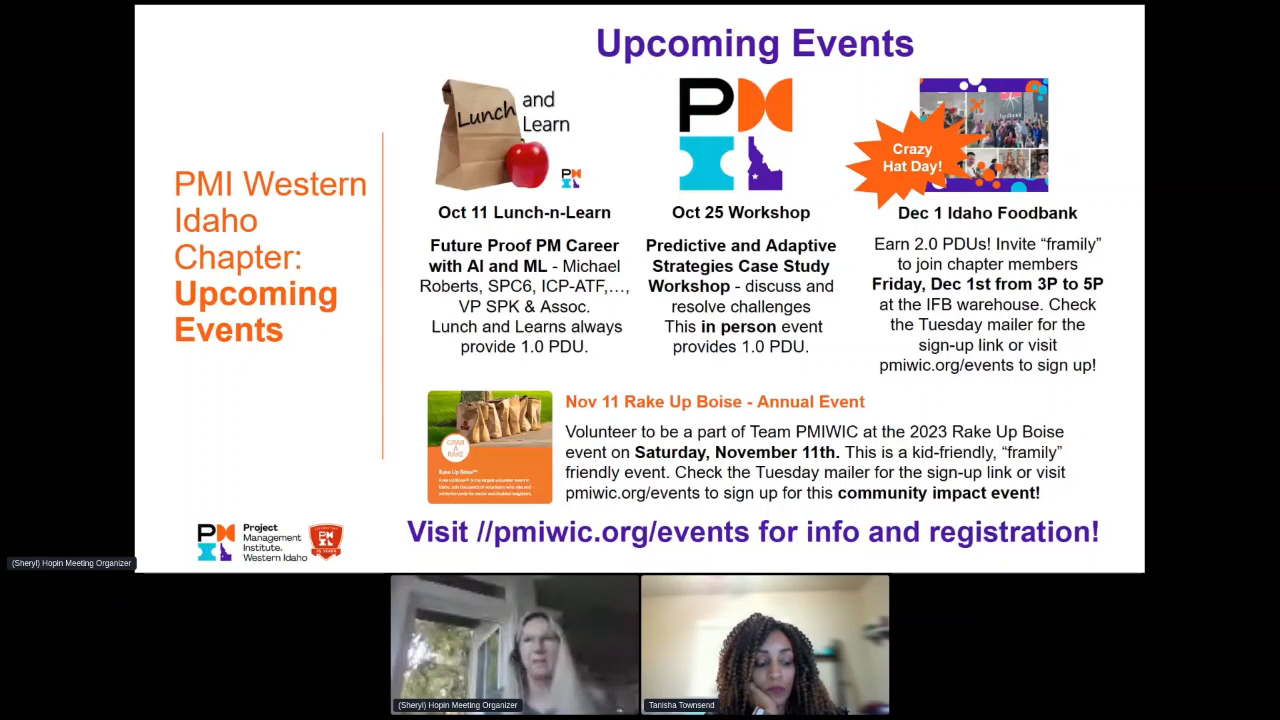 Upcoming Events
PMI Western
Idaho
Chapter:
Upcoming
Events
Lunch
and
Learn
Oct 11 Lunch-n-Learn
Future Proof PM Career
with AI and ML - Michael
Roberts, SPC6, ICP-ATF,…,
VP SPK & Assoc.
Lunch and Learns always
provide 1.0 PDU.
Oct 25 Workshop
Predictive and Adaptive
Strategies Case Study
Workshop - discuss and
resolve challenges
This in person event
provides 1.0 PDU.
Crazy
Hat Day!
Dec 1 Idaho Foodbank
Earn 2.0 PDUs! Invite “framily”
to join chapter members
Friday, Dec 1st from 3P to 5P
at the IFB warehouse. Check
the Tuesday mailer for the
sign-up link or visit
pmiwic.org/events to sign up!
GRAB
A
RAKE
Rake Up Boise™
Nov 11 Rake Up Boise - Annual Event
Volunteer to be a part of Team PMIWIC at the 2023 Rake Up Boise
event on Saturday, November 11th. This is a kid-friendly, “framily”
friendly event. Check the Tuesday mailer for the sign-up link or visit
pmiwic.org/events to sign up for this community impact event!
Project
Management
Institute.
Western Idaho
Visit //pmiwic.org/events for info and registration!
(Sheryl) Hopin Meeting Organizer
(Sheryl) Hopin Meeting Organizer
Tanisha Townsend